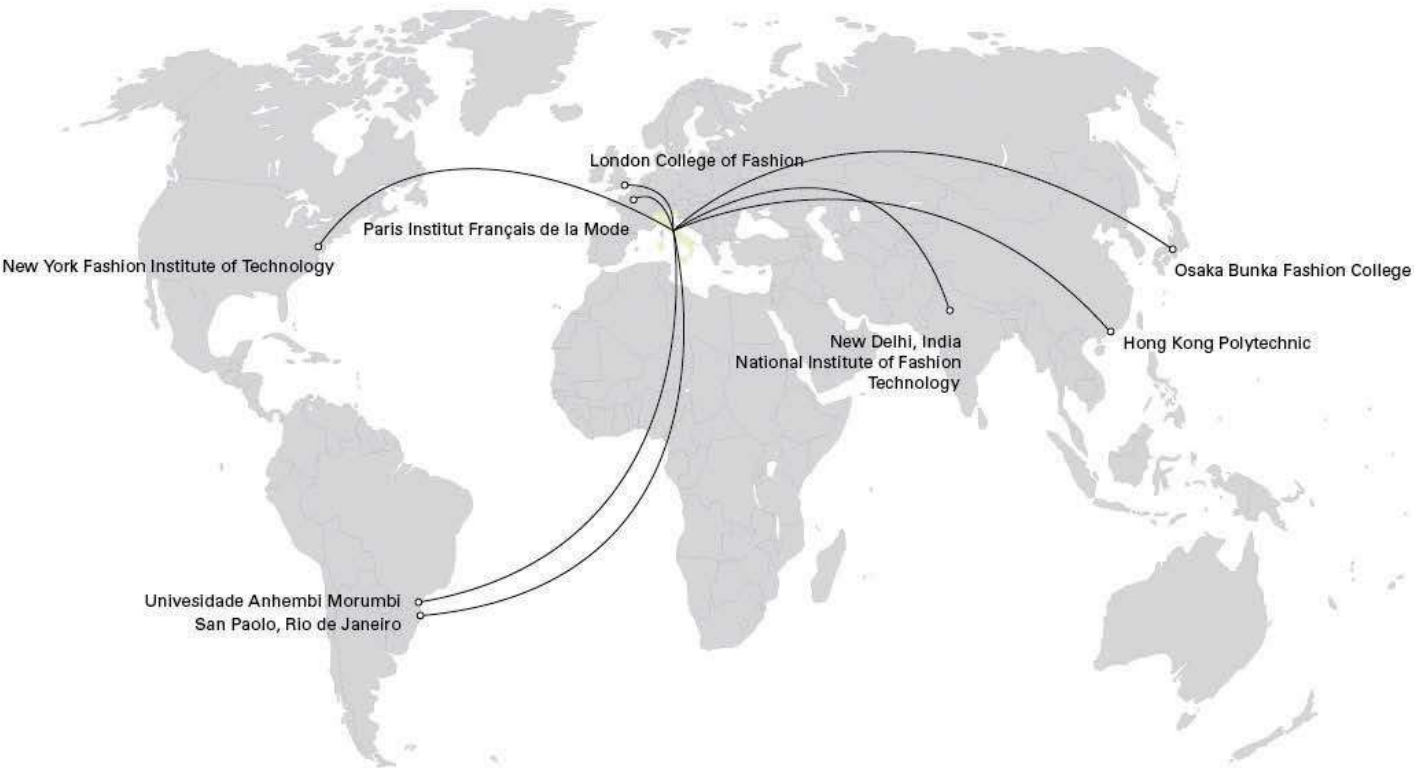 London College of Fashion
Paris Institut Français de la Mode
New York Fashion Institute of Technology
Osaka Bunka Fashion College
New Delhi, India
National Institute of Fashion
Technology
Hong Kong Polytechnic
Univesidade Anhembi Morumbi
San Paolo, Rio de Janeiro